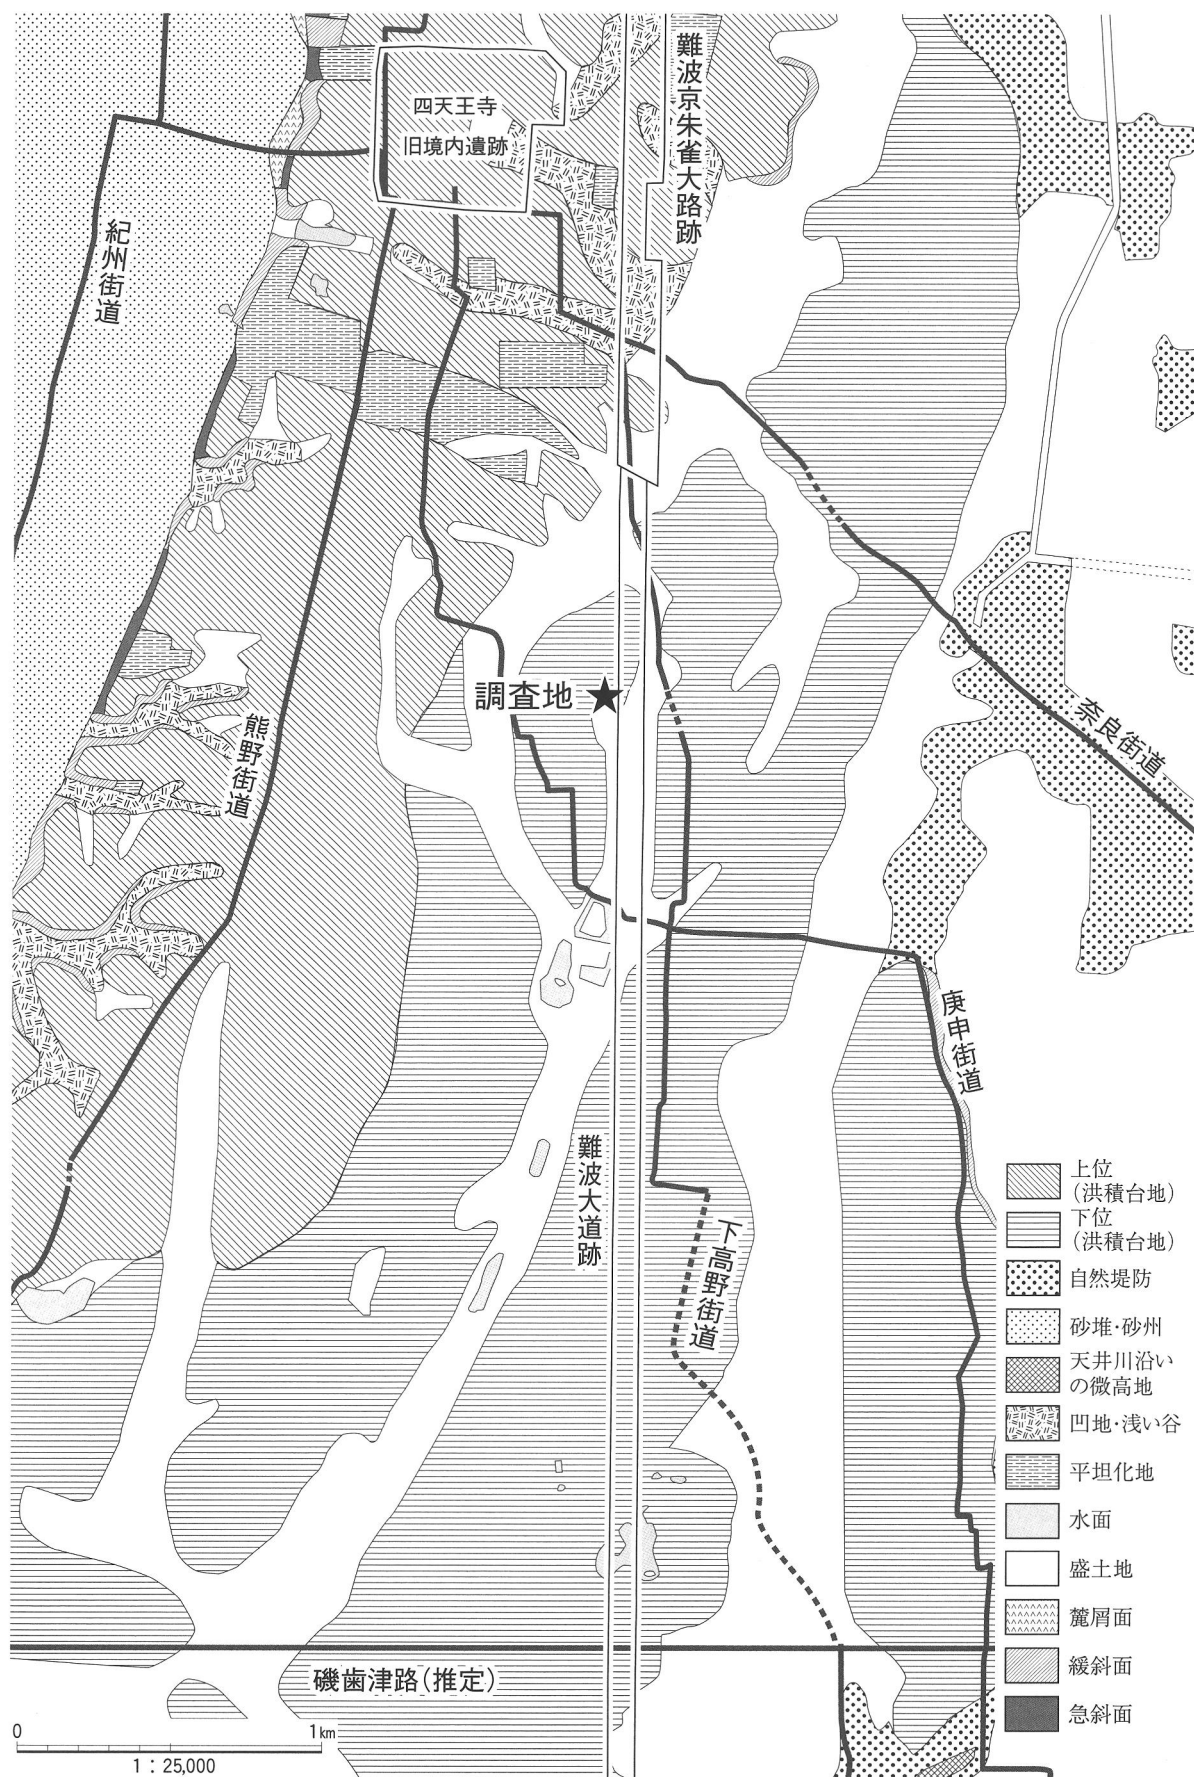 四天王寺
旧境内遺跡
難波京朱雀大路跡
紀州街道
調査地
熊野街道
奈良街道
庚申街道
難波大道跡
下高野街道
磯歯津路(推定)
上位
(洪積台地)
下位
(洪積台地)
自然堤防
砂堆・砂州
天井川沿い
の微高地
凹地・浅い谷
平坦化地
水面
盛土地
麓屑面
緩斜面
急斜面
0 1km
1：25,000